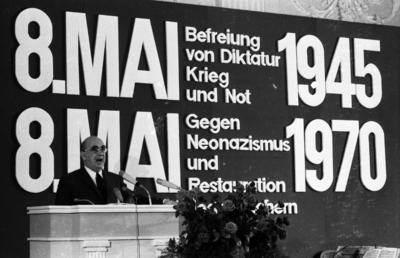 8.MAI Befreiung von Diktatur Krieg und Not 1945
8.MAI Gegen Neonazismus und Restauration 1970